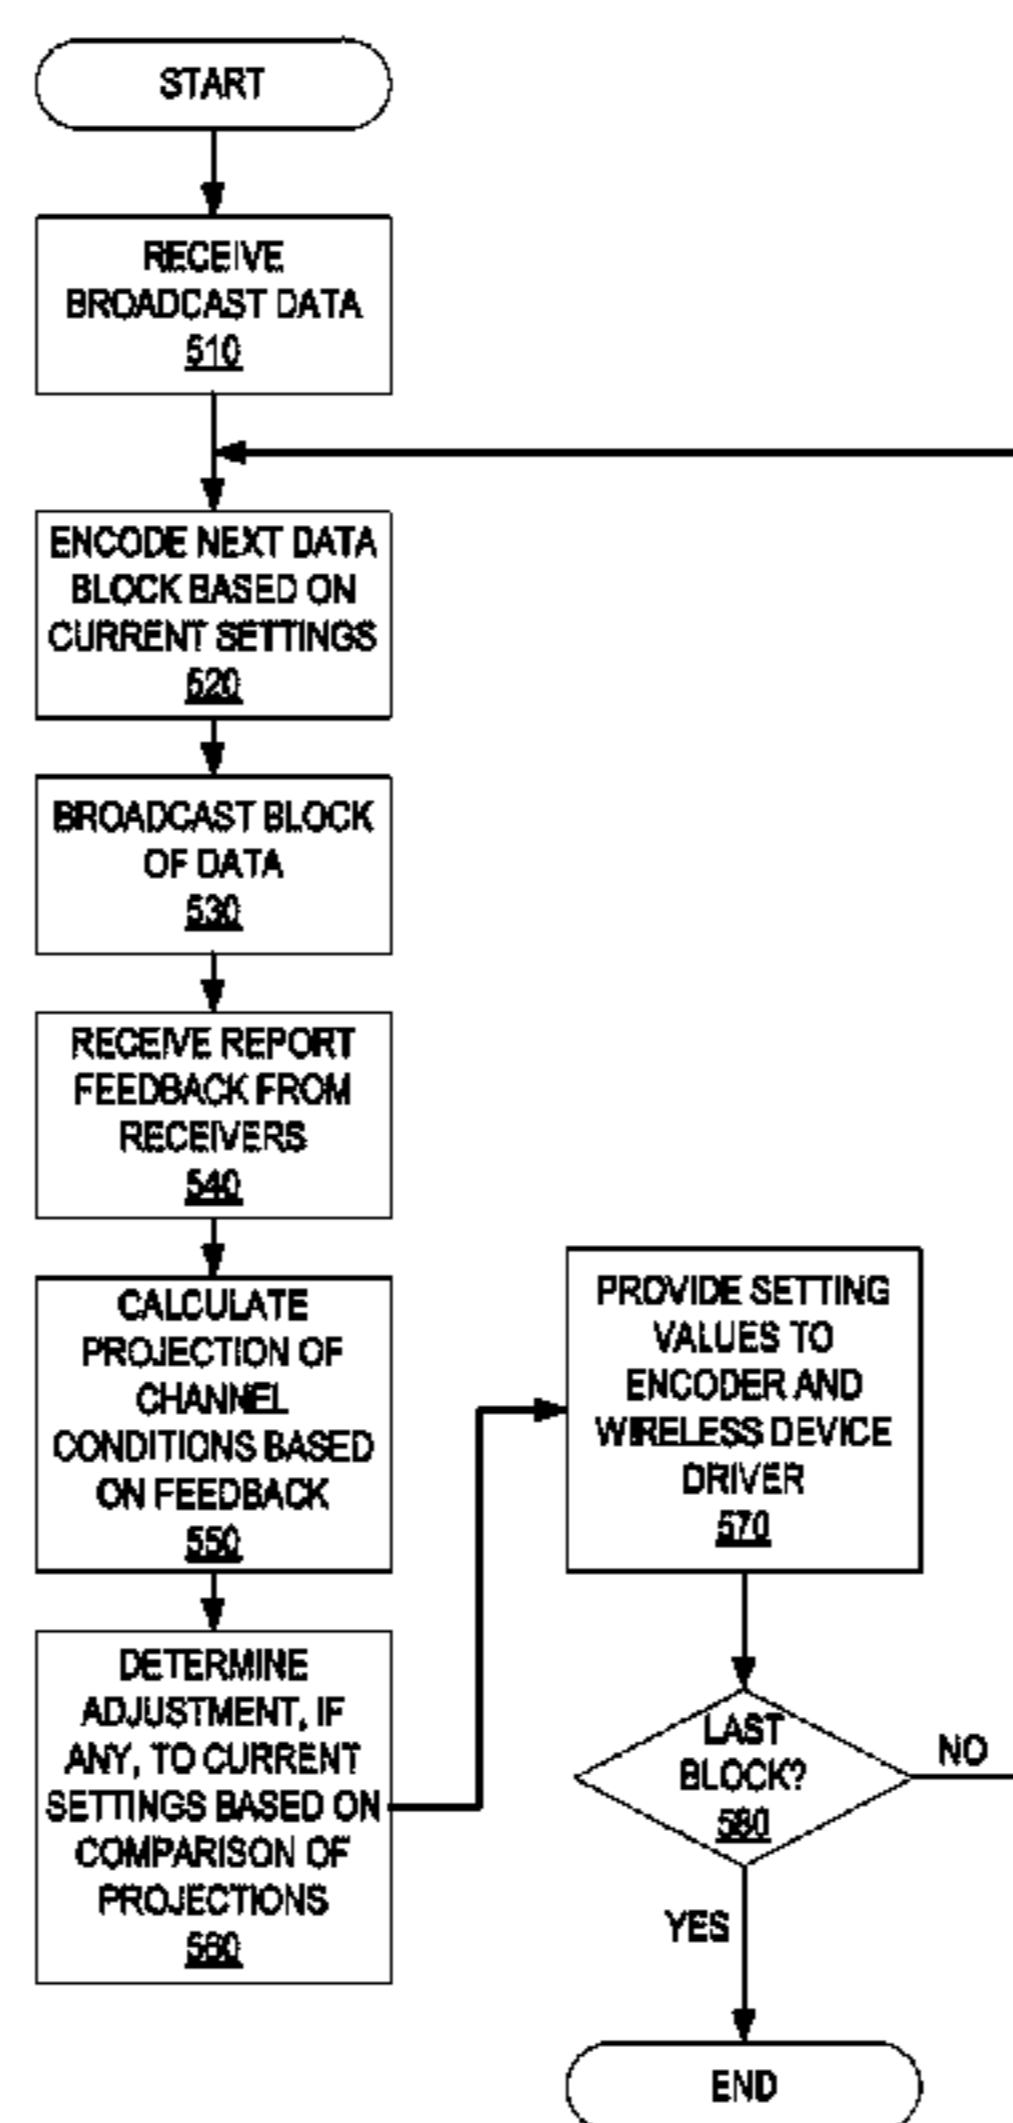 START
RECEIVE
BROADCAST DATA
510
ENCODE NEXT DATA
BLOCK BASED ON
CURRENT SETTINGS
520
BROADCAST BLOCK
OF DATA
530
RECEIVE REPORT
FEEDBACK FROM
RECEIVERS
540
CALCULATE
PROJECTION OF
CHANNEL
CONDITIONS BASED
ON FEEDBACK
550
DETERMINE
ADJUSTMENT, IF
ANY, TO CURRENT
SETTINGS BASED ON
COMPARISON OF
PROJECTIONS
560
PROVIDE SETTING
VALUES TO
ENCODER AND
WIRELESS DEVICE
DRIVER
570
LAST
BLOCK?
580
NO
YES
END